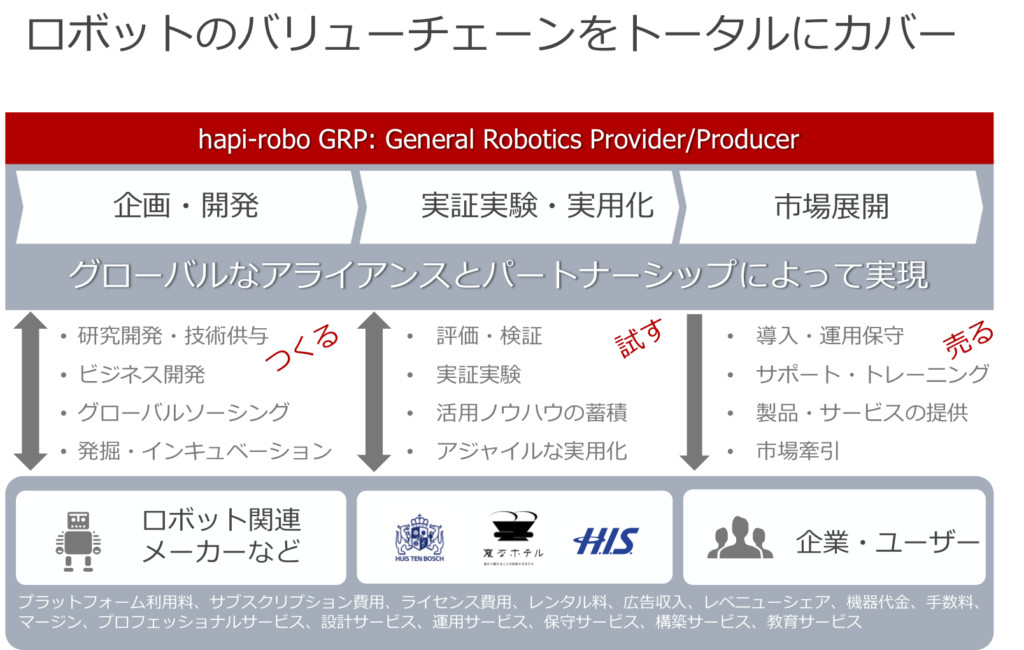 ロボットのバリューチェーンをトータルにカバー
hapi-robo GRP: General Robotics Provider/Producer
企画・開発
実証実験・実用化
市場展開
グローバルなアライアンスとパートナーシップによって実現
• 研究開発・技術供与
• ビジネス開発
• グローバルソーシング
• 発掘・インキュベーション
つくる
• 評価・検証
• 実証実験
• 活用ノウハウの蓄積
• アジャイルな実用化
試す
• 導入・運用保守
• サポート・トレーニング
• 製品・サービスの提供
• 市場牽引
売る
ロボット関連
メーカーなど
HUIS TEN BOSCH
変なホテル
H.I.S.
企業・ユーザー
プラットフォーム利用料、サブスクリプション費用、ライセンス費用、レンタル料、広告収入、レベニューシェア、機器代金、手数料、
マージン、プロフェッショナルサービス、設計サービス、運用サービス、保守サービス、構築サービス、教育サービス